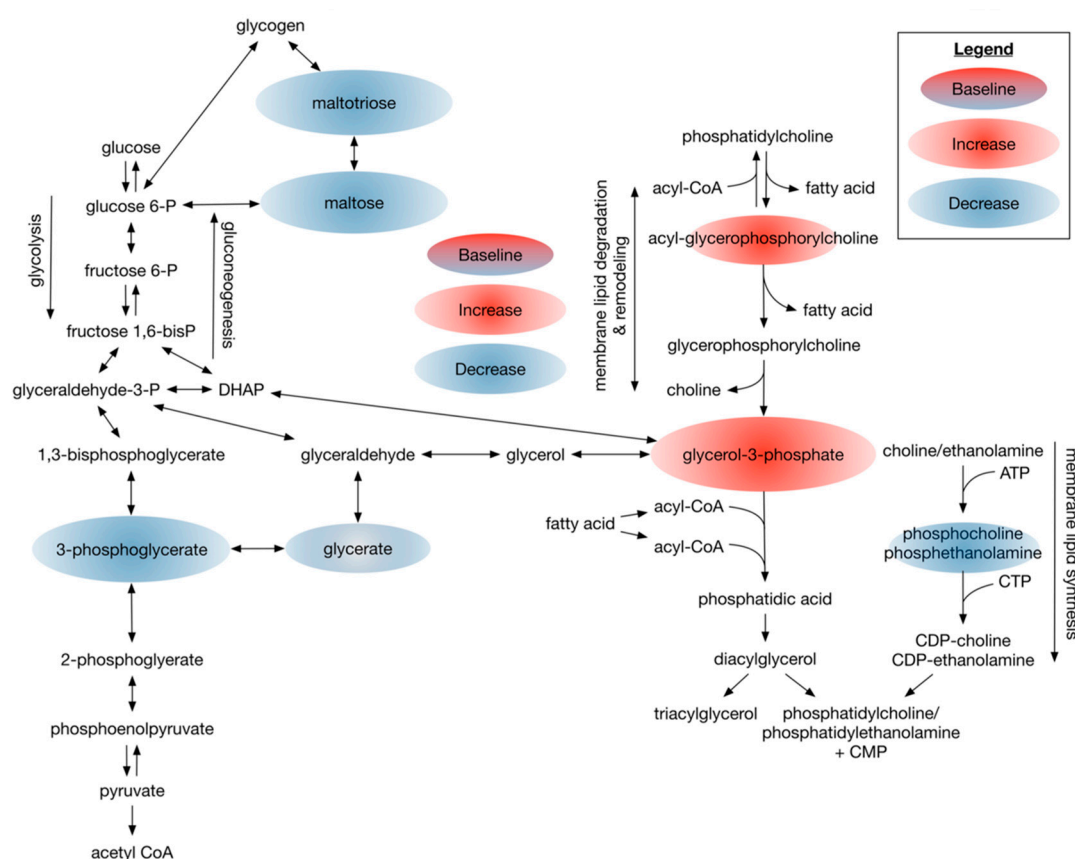 glycogen
maltotriose
glucose
glucose 6-P
maltose
glycolysis
gluconeogenesis
fructose 6-P
fructose 1,6-bisP
glyceraldehyde-3-P
DHAP
1,3-bisphosphoglycerate
glyceraldehyde
glycerol
3-phosphoglycerate
glycerate
2-phosphoglyerate
phosphoenolpyruvate
pyruvate
acetyl CoA
Baseline
Increase
Decrease
phosphatidylcholine
acyl-CoA
fatty acid
acyl-glycerophosphorylcholine
membrane lipid degradation
& remodeling
fatty acid
glycerophosphorylcholine
choline
glycerol-3-phosphate
fatty acid
acyl-CoA
acyl-CoA
phosphatidic acid
diacylglycerol
triacylglycerol
phosphatidylcholine/
phosphatidylethanolamine
+ CMP
choline/ethanolamine
ATP
phosphocholine
phosphethanolamine
CTP
CDP-choline
CDP-ethanolamine
membrane lipid synthesis
Legend
Baseline
Increase
Decrease